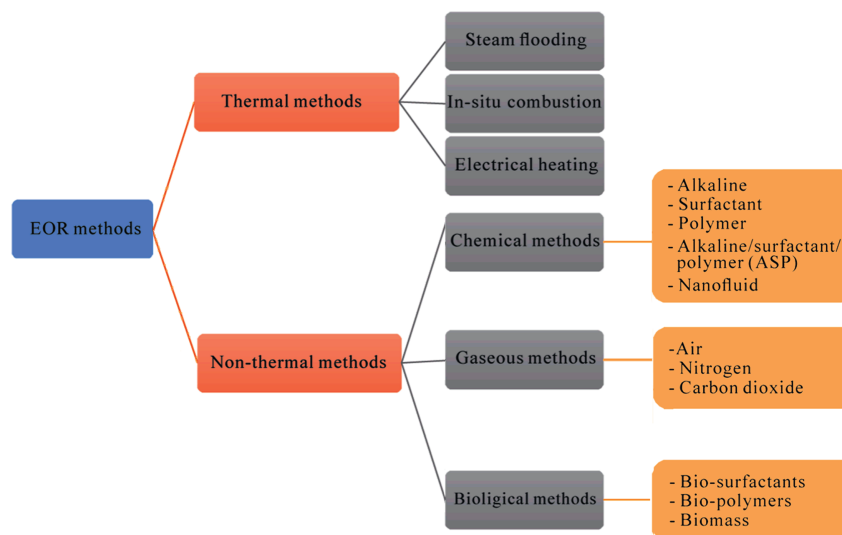 EOR methods
Thermal methods
Steam flooding
In-situ combustion
Electrical heating
Non-thermal methods
Chemical methods
- Alkaline
- Surfactant
- Polymer
- Alkaline/surfactant/
polymer (ASP)
- Nanofluid
Gaseous methods
-Air
- Nitrogen
- Carbon dioxide
Bioligical methods
- Bio-surfactants
- Bio-polymers
- Biomass